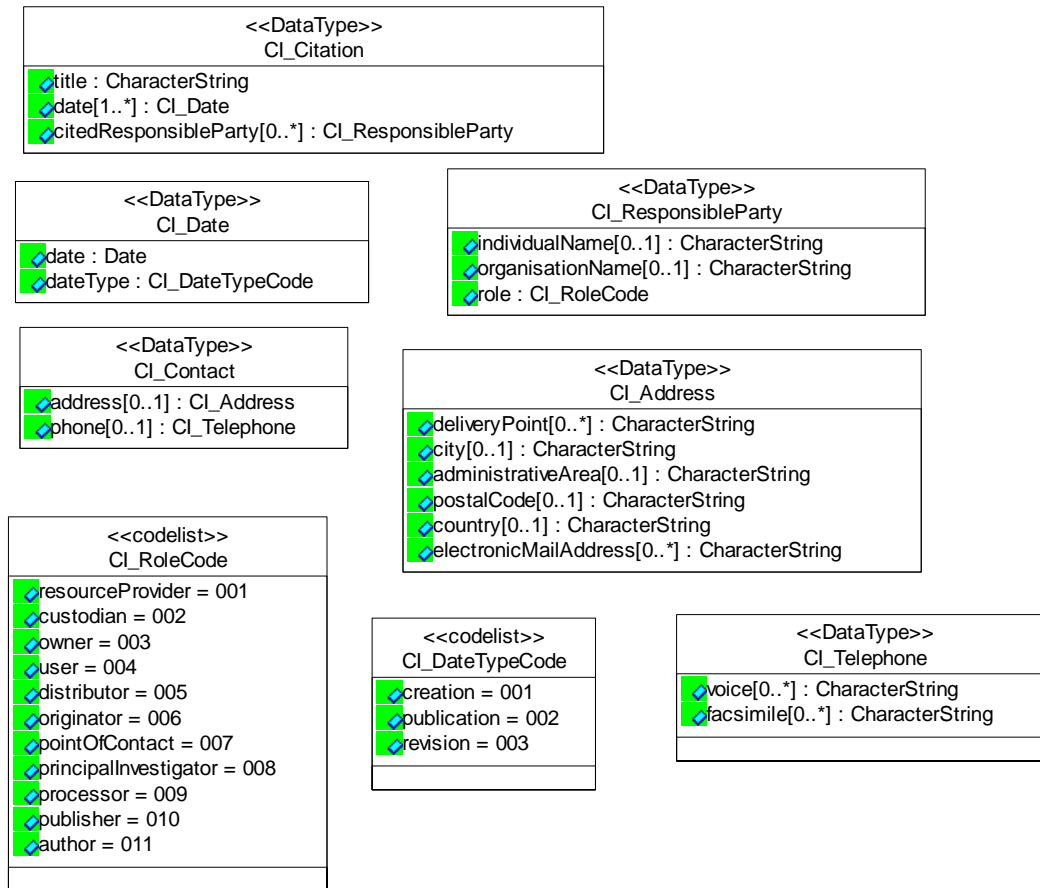 <<DataType>>
CI_Citation
title : CharacterString
date[1..*] : CI_Date
citedResponsibleParty[0..*] : CI_ResponsibleParty
<<DataType>>
CI_Date
date : Date
dateType : CI_DateTypeCode
<<DataType>>
CI_ResponsibleParty
individualName[0..1] : CharacterString
organisationName[0..1] : CharacterString
role : CI_RoleCode
<<DataType>>
CI_Contact
address[0..1] : CI_Address
phone[0..1] : CI_Telephone
<<DataType>>
CI_Address
deliveryPoint[0..*] : CharacterString
city[0..1] : CharacterString
administrativeArea[0..1] : CharacterString
postalCode[0..1] : CharacterString
country[0..1] : CharacterString
electronicMailAddress[0..*] : CharacterString
<<codelist>>
CI_RoleCode
resourceProvider = 001
custodian = 002
owner = 003
user = 004
distributor = 005
originator = 006
pointOfContact = 007
principalInvestigator = 008
processor = 009
publisher = 010
author = 011
<<codelist>>
CI_DateTypeCode
creation = 001
publication = 002
revision = 003
<<DataType>>
CI_Telephone
voice[0..*] : CharacterString
facsimile[0..*] : CharacterString